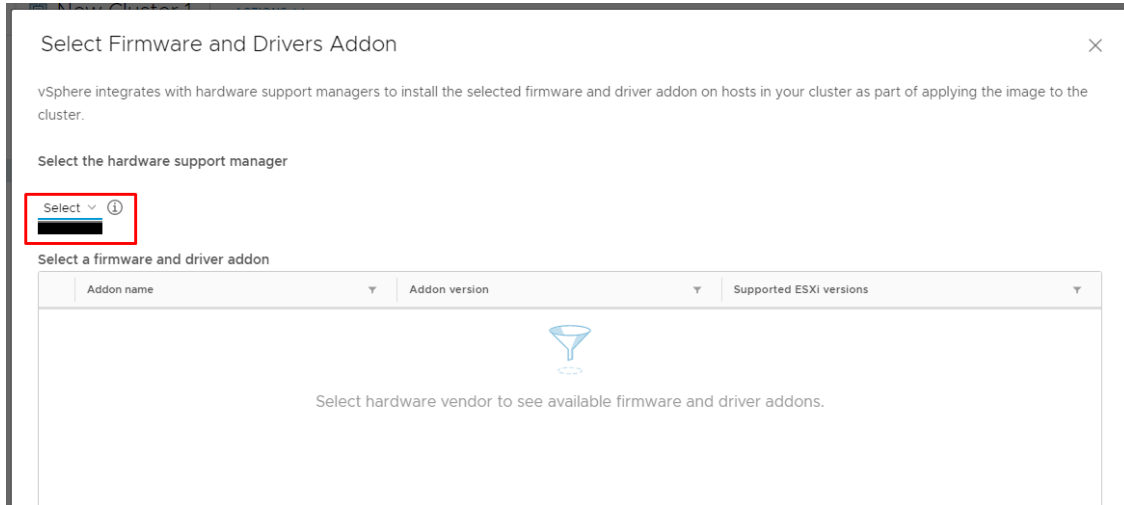 Select Firmware and Drivers Addon
vSphere integrates with hardware support managers to install the selected firmware and driver addon on hosts in your cluster as part of applying the image to the
cluster.
Select the hardware support manager
Select
Select a firmware and driver addon
Addon name Addon version Supported ESXi versions
Select hardware vendor to see available firmware and driver addons.